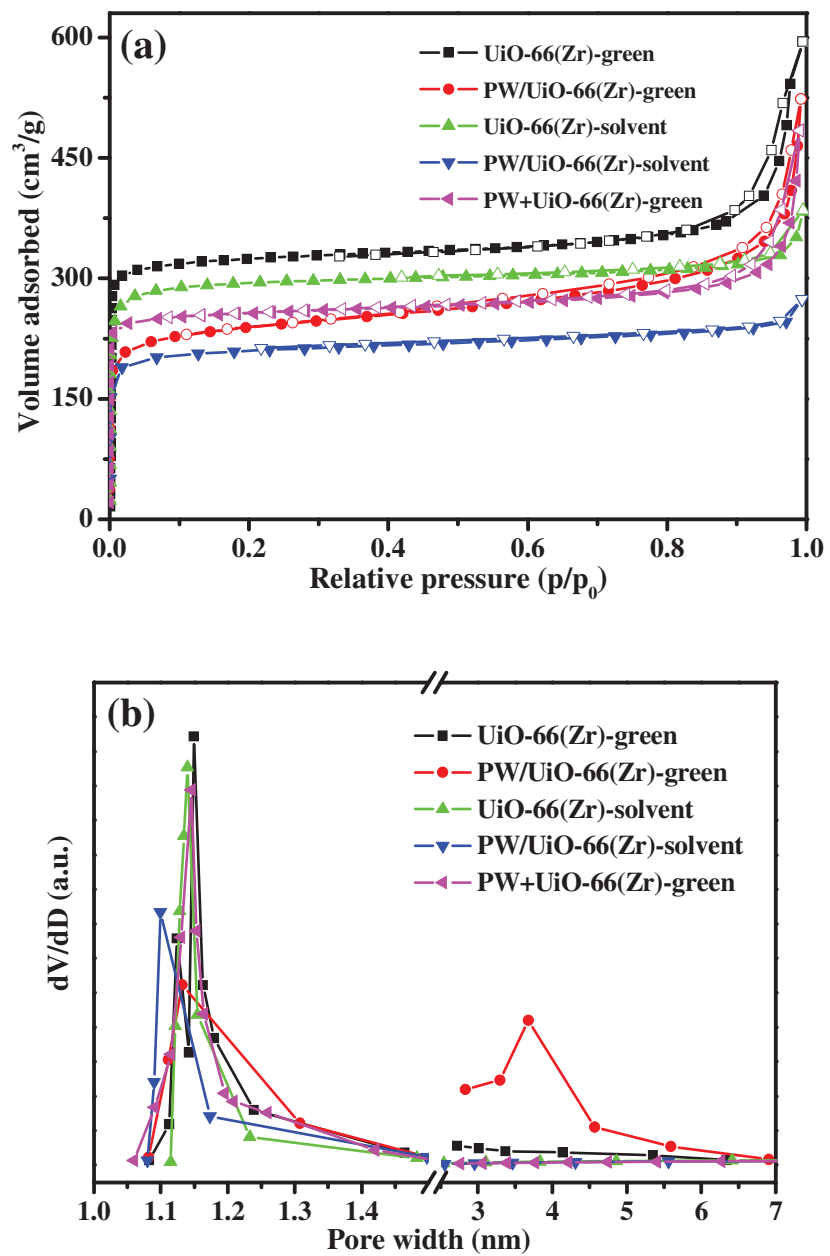 (a)
UiO-66(Zr)-green
PW/UiO-66(Zr)-green
UiO-66(Zr)-solvent
PW/UiO-66(Zr)-solvent
PW+UiO-66(Zr)-green
Volume adsorbed (cm³/g)
600
450
300
150
0
0.0 0.2 0.4 0.6 0.8 1.0
Relative pressure (p/p₀)
(b)
UiO-66(Zr)-green
PW/UiO-66(Zr)-green
UiO-66(Zr)-solvent
PW/UiO-66(Zr)-solvent
PW+UiO-66(Zr)-green
dV/dD (a.u.)
1.0 1.1 1.2 1.3 1.4 3 4 5 6 7
Pore width (nm)